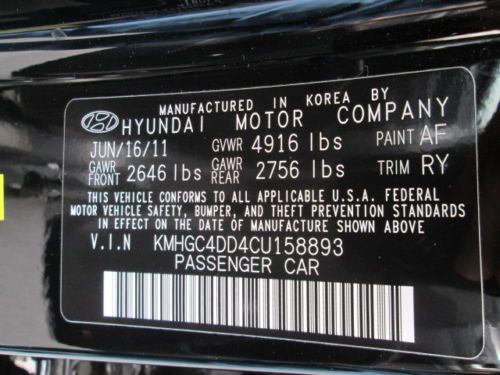 MANUFACTURED IN KOREA BY
HYUNDAI MOTOR COMPANY
JUN/16/11 GVWR 4916 lbs PAINT AF
GAWR FRONT 2646 lbs GAWR REAR 2756 lbs TRIM RY
THIS VEHICLE CONFORMS TO ALL APPLICABLE U.S.A. FEDERAL
MOTOR VEHICLE SAFETY, BUMPER, AND THEFT PREVENTION STANDARDS
IN EFFECT ON THE DATE OF MANUFACTURE SHOWN ABOVE
V.I.N KMHGC4DD4CU158893
PASSENGER CAR